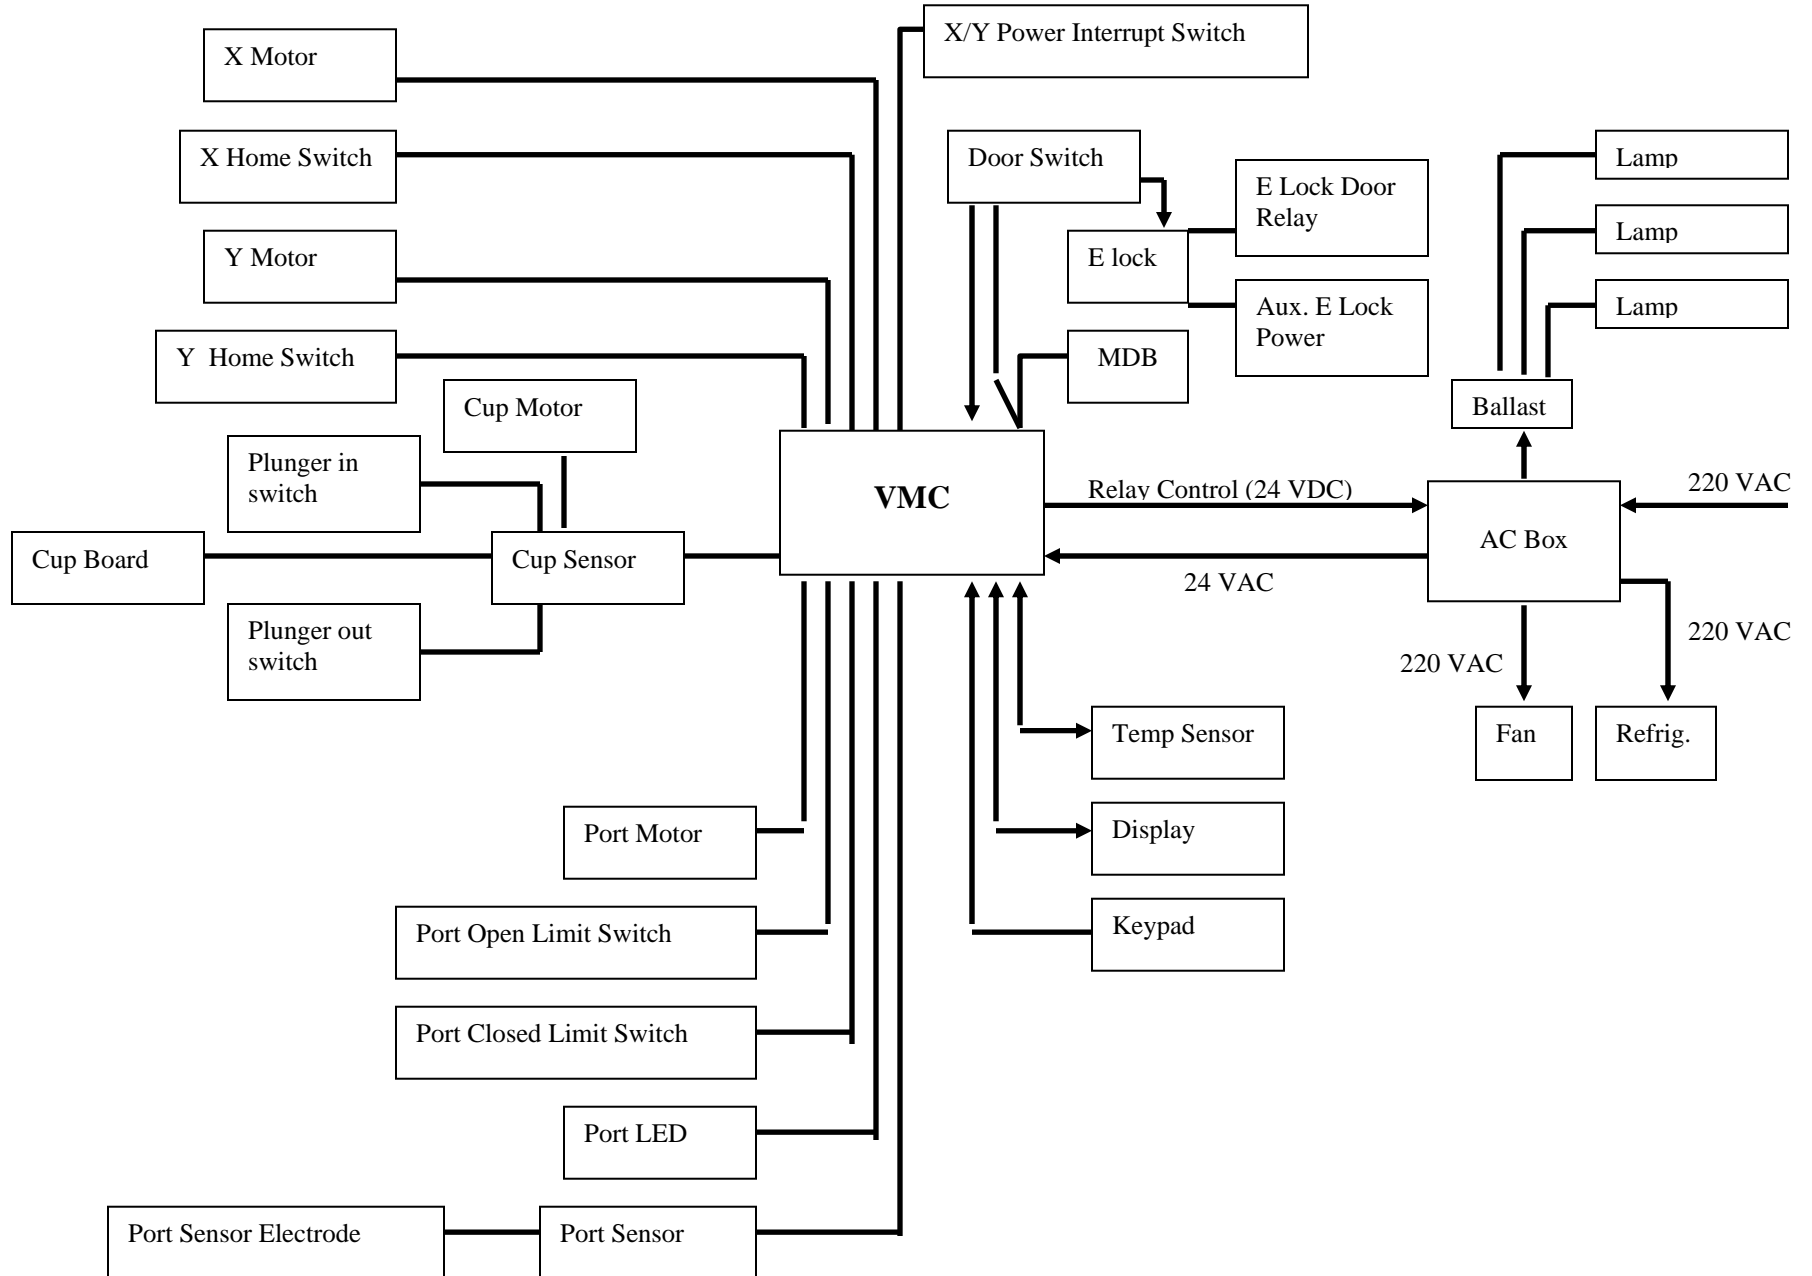 X/Y Power Interrupt Switch
X Motor
X Home Switch
Door Switch
Lamp
E Lock Door
Relay
Y Motor
E lock
Lamp
Aux. E Lock
Power
Lamp
Y  Home Switch
MDB
Cup Motor
Ballast
Plunger in
switch
VMC
Relay Control (24 VDC)
220 VAC
AC Box
Cup Board
Cup Sensor
24 VAC
Plunger out
switch
220 VAC
220 VAC
Temp Sensor
Fan
Refrig.
Port Motor
Display
Port Open Limit Switch
Keypad
Port Closed Limit Switch
Port LED
Port Sensor Electrode
Port Sensor